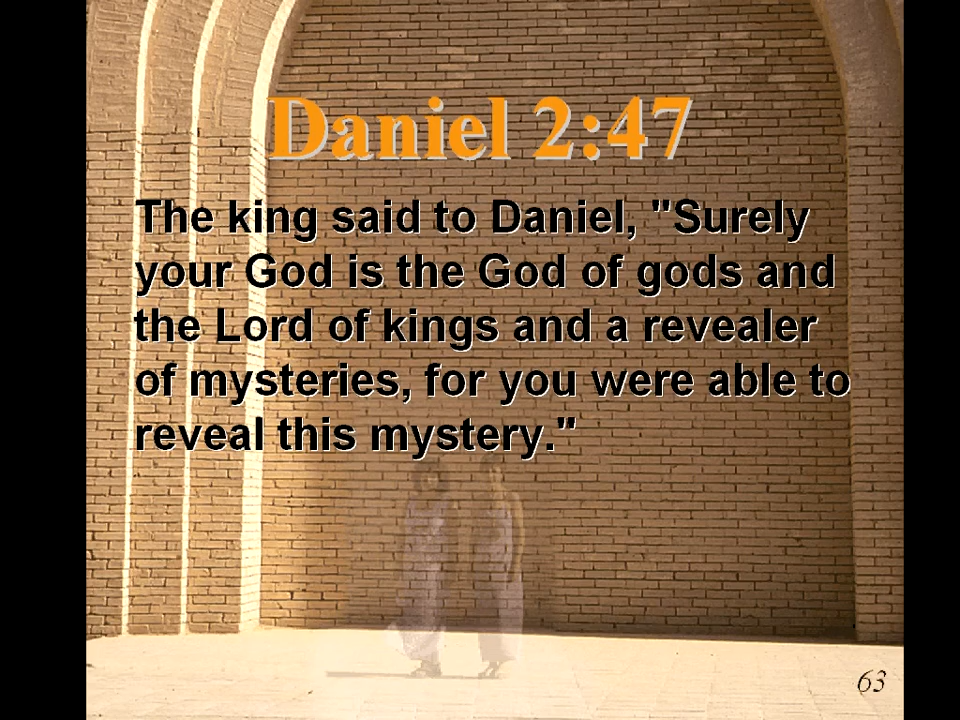 Daniel 2:47
The king said to Daniel, "Surely
your God is the God of gods and
the Lord of kings and a revealer
of mysteries, for you were able to
reveal this mystery."
63